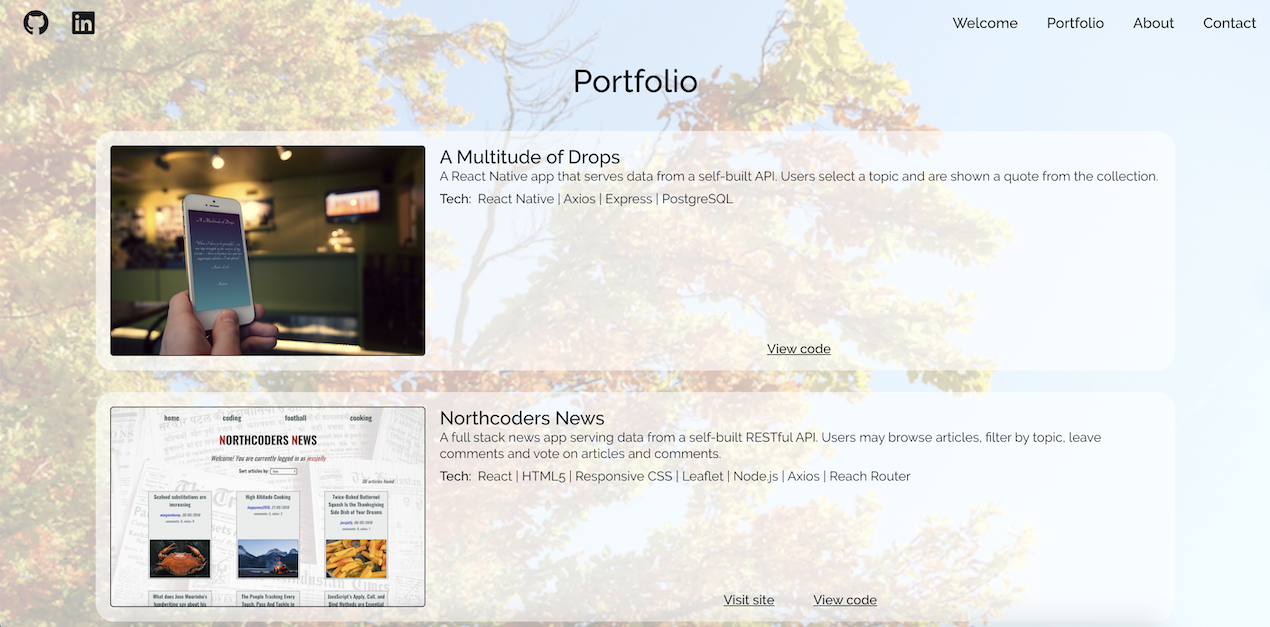 Welcome Portfolio About Contact
Portfolio
A Multitude of Drops
A React Native app that serves data from a self-built API. Users select a topic and are shown a quote from the collection.
Tech: React Native | Axios | Express | PostgreSQL
A Multitude of Drops
View code
Northcoders News
A full stack news app serving data from a self-built RESTful API. Users may browse articles, filter by topic, leave
comments and vote on articles and comments.
Tech: React | HTML5 | Responsive CSS | Leaflet | Node.js | Axios | Reach Router
home coding football cooking
NORTHCODERS NEWS
Welcome! You are currently logged in as jessjelly
Sort articles by:
articles found
Seafood substitutions are
increasing
High Altitude Cooking
Twice-Baked Butternut
Squash Is the Thanksgiving
Side Dish of Your Dreams
What does Jose Mourinho's
handwriting say about his
The People Tracking Every
Touch, Pass And Tackle in
JavaScript's Apply, Call, and
Bind Methods are Essential
Visit site View code